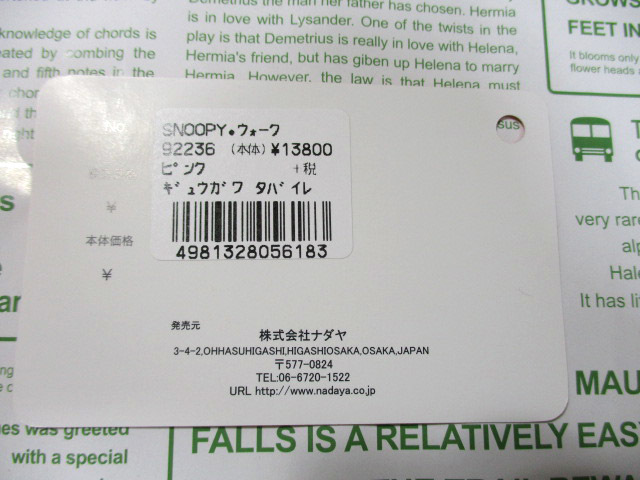 Demetrius the man her father has chosen. Hermia
is in love with Lysander. One of the twists in the
play is that Demetrius is really in love with Helena,
Hermia's friend, but has giben up Helena to marry
Hermia. However, the law is that Helena must
knowledge of chords is
by combing the
and fifth notes in the
GROWS
FEET IN
It blooms only
flower heads
SNOOPY•ウォーク
92236 (本体)¥13800
ピンク +税
ギュウガワ タバイレ
4981328056183
sus
¥
本体価格
¥
発売元
株式会社ナダヤ
3-4-2,OHHASUHIGASHI,HIGASHIOSAKA,OSAKA,JAPAN
〒577-0824
TEL:06-6720-1522
URL http://www.nadaya.co.jp
This
very rare
It has
MAU
was greeted
with a special
FALLS IS A RELATIVELY EASY